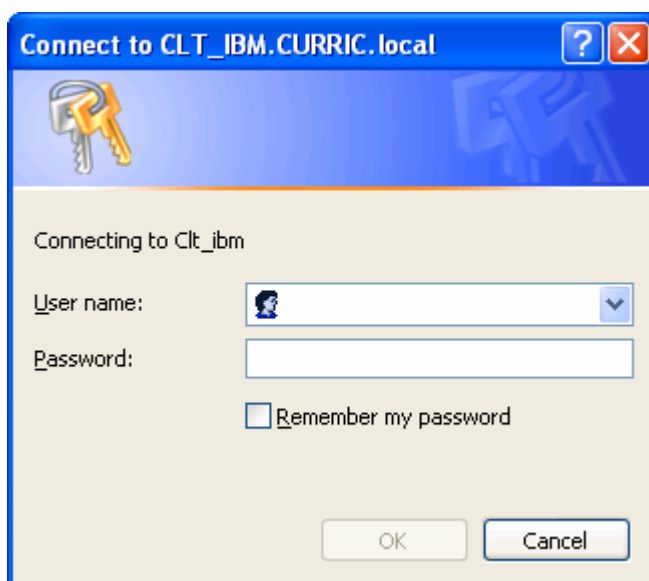 Connect to CLT_IBM.CURRIC.local
Connecting to Clt_ibm
User name:
Password:
Remember my password
OK Cancel